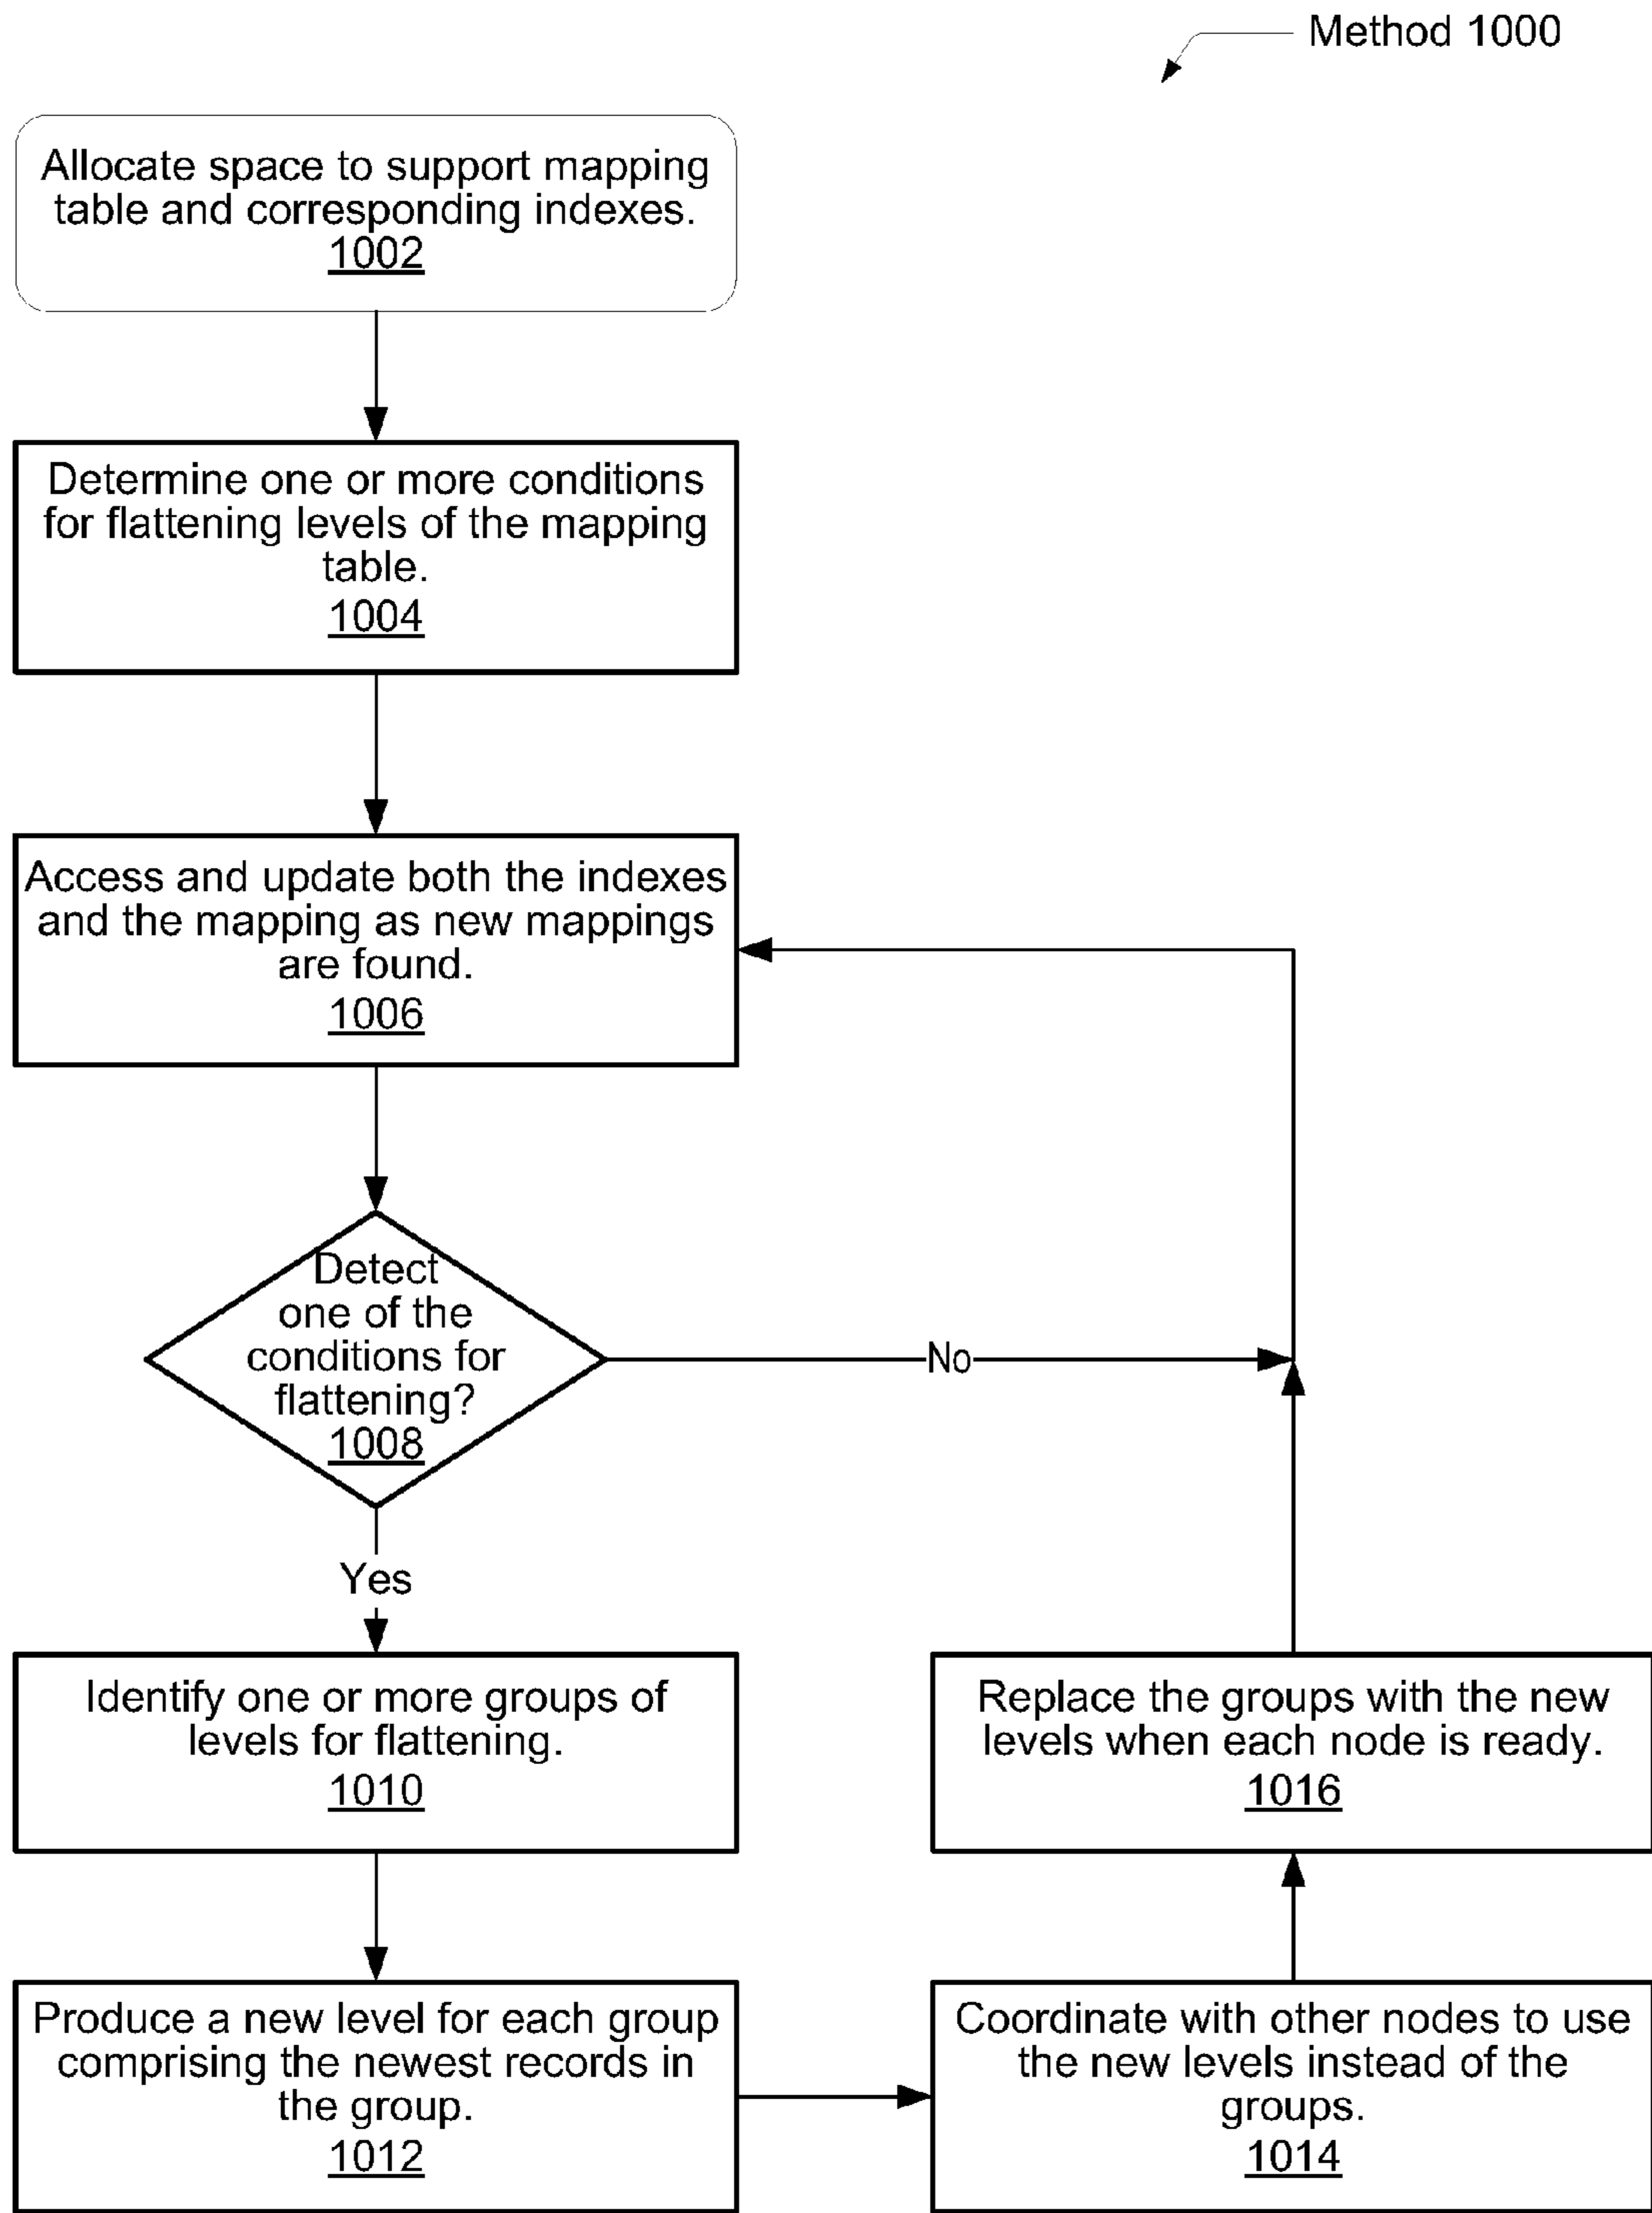 Method 1000
Allocate space to support mapping
table and corresponding indexes.
1002
Determine one or more conditions
for flattening levels of the mapping
table.
1004
Access and update both the indexes
and the mapping as new mappings
are found.
1006
Detect
one of the
conditions for
flattening?
1008
No
Yes
Identify one or more groups of
levels for flattening.
1010
Produce a new level for each group
comprising the newest records in
the group.
1012
Coordinate with other nodes to use
the new levels instead of the
groups.
1014
Replace the groups with the new
levels when each node is ready.
1016